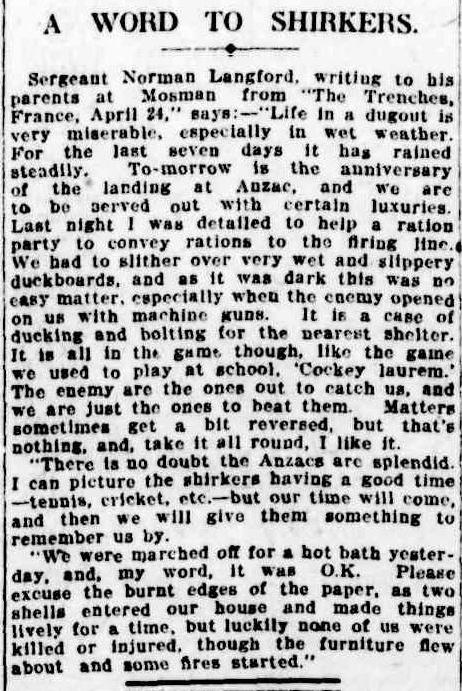 A WORD TO SHIRKERS.
Sergeant Norman Langford, writing to his
parents at Mosman from "The Trenches,
France, April 24," says:—"Life in a dugout is
very miserable, especially in wet weather.
For the last seven days it has rained
steadily. To-morrow is the anniversary
of the landing at Anzac, and we are
to be served out with certain luxuries.
Last night I was detailed to help a ration
party to convey rations to the firing line.
We had to slither over very wet and slippery
duckboards, and as it was dark this was no
easy matter, especially when the enemy opened
on us with machine guns. It is a case of
ducking and bolting for the nearest shelter.
It is all in the game, though, like the game
we used to play at school, 'Cockey laurem.'
The enemy are the ones out to catch us, and
we are just the ones to beat them. Matters
sometimes get a bit reversed, but that's
nothing, and, take it all round, I like it.
"There is no doubt the Anzacs are splendid.
I can picture the shirkers having a good time
—tennis, cricket, etc.—but our time will come,
and then we will give them something to
remember us by.
"We were marched off for a hot bath yester-
day, and, my word, it was O.K. Please
excuse the burnt edges of the paper, as two
shells entered our house and made things
lively for a time, but luckily none of us were
killed or injured, though the furniture flew
about and some fires started."